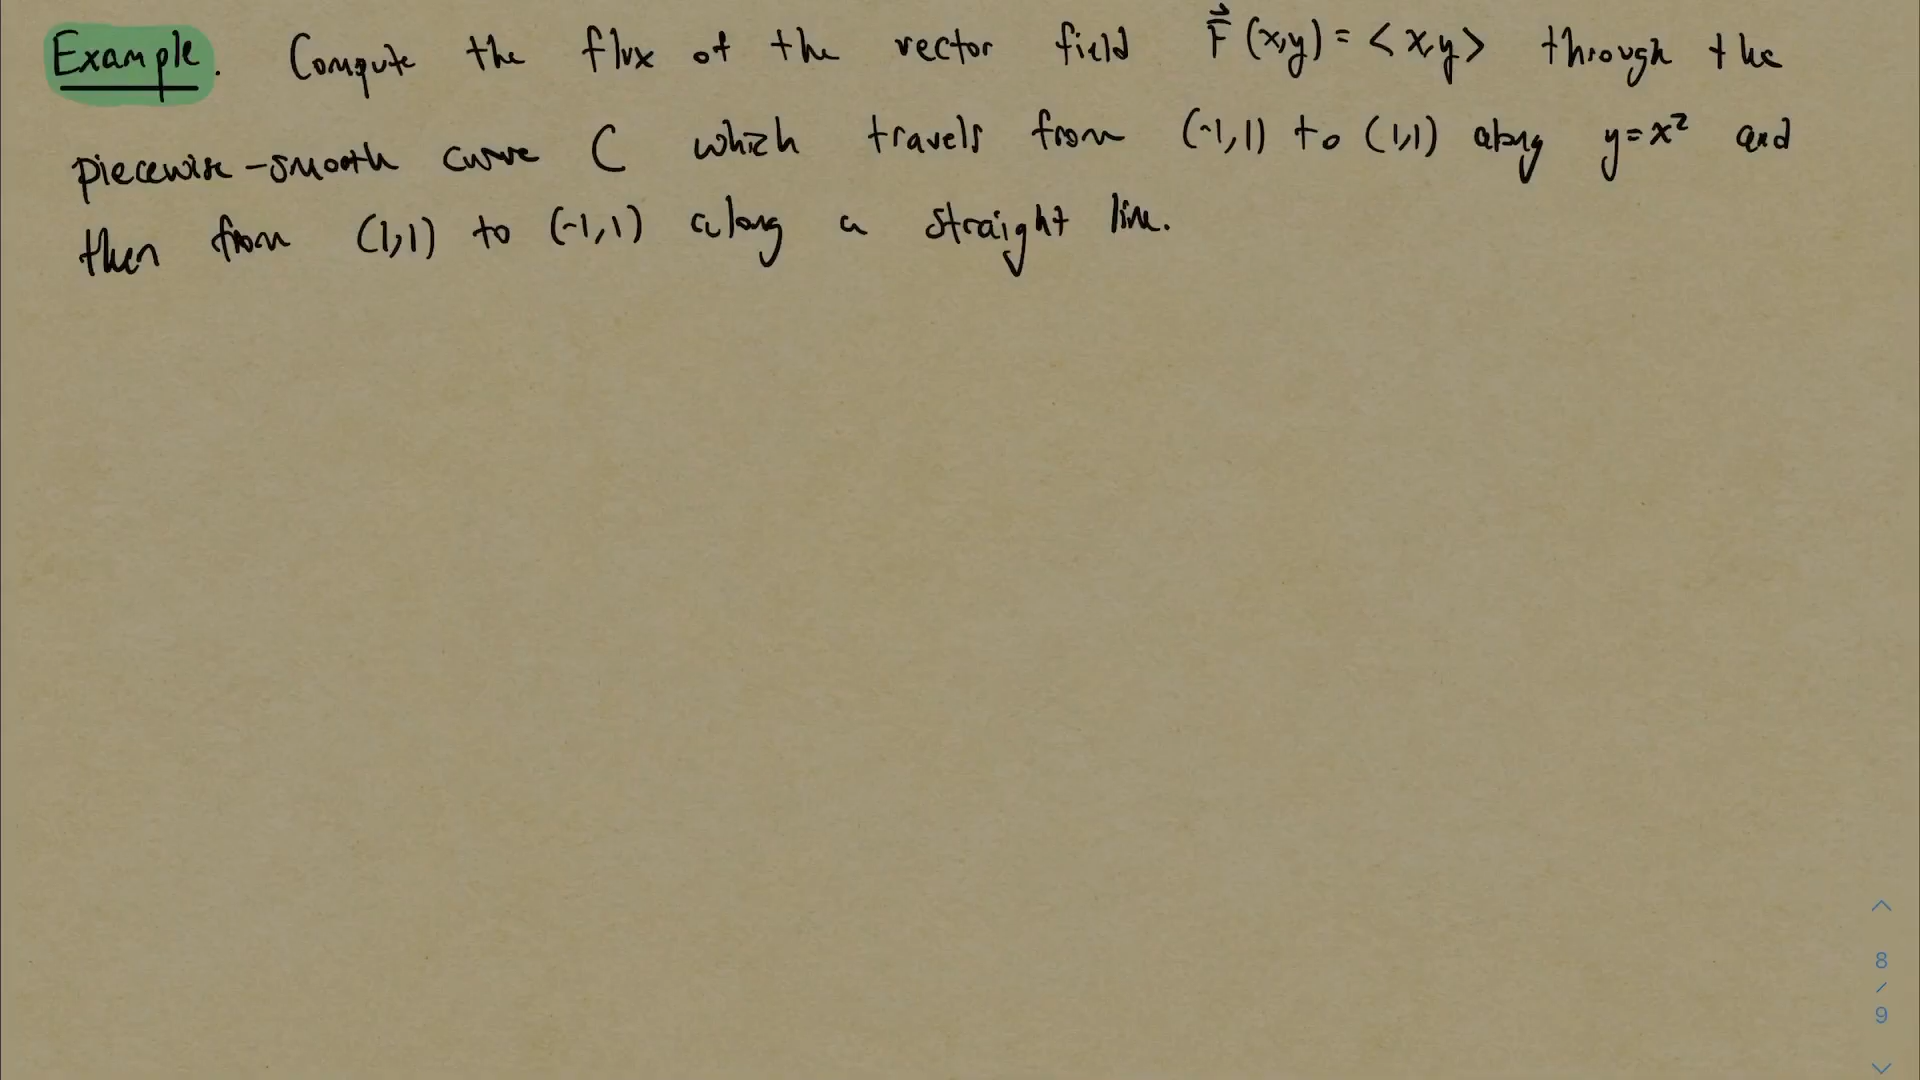 Example. Compute the flux of the vector field F⃗(x,y) = <x,y> through the
piecewise-smooth curve C which travels from (-1,1) to (1,1) along y=x² and
then from (1,1) to (-1,1) along a straight line.
8
/
9